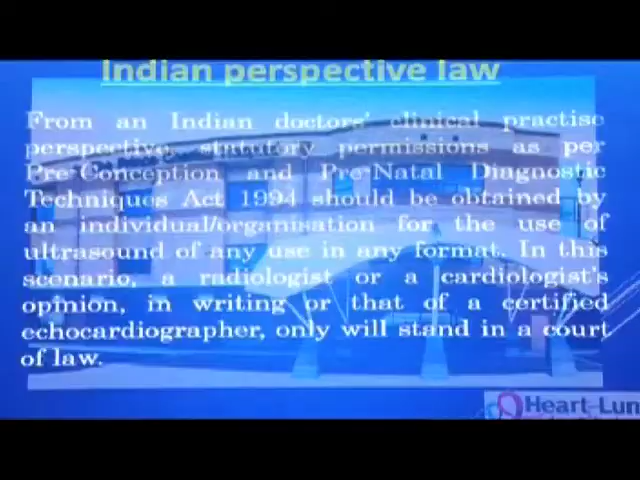 Indian perspective law
From an Indian doctors' clinical practise
perspective, statutory permissions as per
Pre-Conception and Pre-Natal Diagnostic
Techniques Act 1994 should be obtained by
an individual/organisation for the use of
ultrasound of any use in any format. In this
scenario, a radiologist or a cardiologist's
opinion, in writing or that of a certified
echocardiographer, only will stand in a court
of law.
Heart-Lun